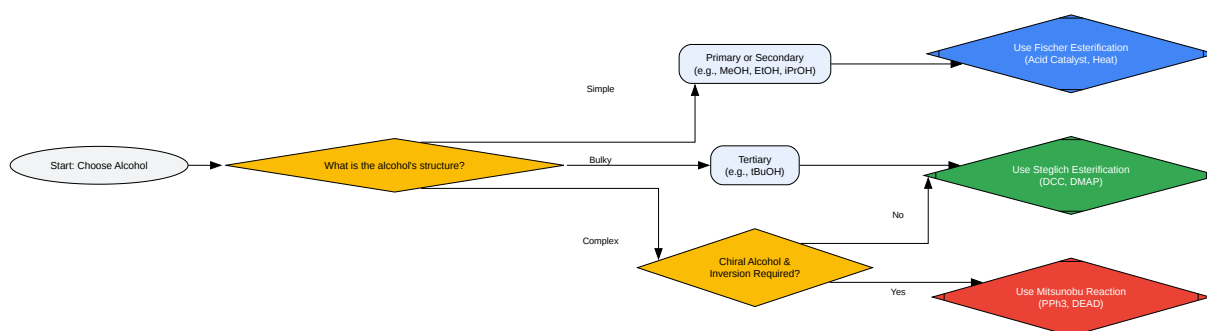 Start: Choose Alcohol
What is the alcohol's structure?
Simple
Primary or Secondary
(e.g., MeOH, EtOH, iPrOH)
Use Fischer Esterification
(Acid Catalyst, Heat)
Bulky
Tertiary
(e.g., tBuOH)
Use Steglich Esterification
(DCC, DMAP)
Complex
Chiral Alcohol &
Inversion Required?
No
Yes
Use Mitsunobu Reaction
(PPh3, DEAD)